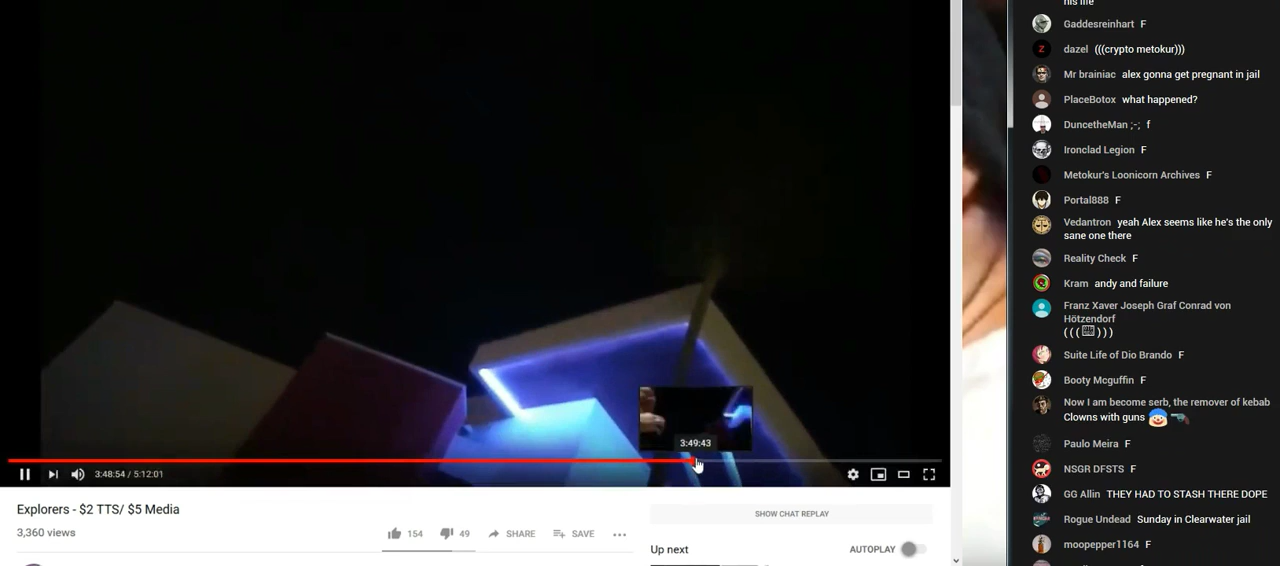 his life
Gaddesreinhart F
dazel (((crypto metokur)))
Mr brainiac alex gonna get pregnant in jail
PlaceBotox what happened?
DuncetheMan ;-; f
Ironclad Legion F
Metokur's Loonicorn Archives F
Portal888 F
Vedantron yeah Alex seems like he's the only
sane one there
Reality Check F
Kram andy and failure
Franz Xaver Joseph Graf Conrad von
Hötzendorf
((( )))
Suite Life of Dio Brando F
Booty Mcguffin F
Now I am become serb, the remover of kebab
Clowns with guns 🤡 🔫
Paulo Meira F
NSGR DFSTS F
GG Allin THEY HAD TO STASH THERE DOPE
Rogue Undead Sunday in Clearwater jail
moopepper1164 F
3:49:43
3:48:54 / 5:12:01
Explorers - $2 TTS/ $5 Media
3,360 views
154 49 SHARE SAVE
SHOW CHAT REPLAY
Up next AUTOPLAY